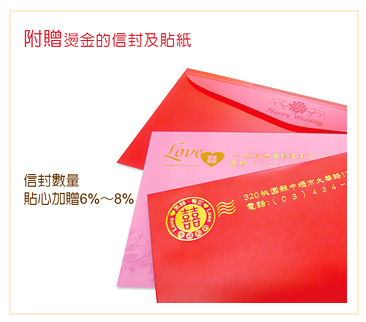 附贈燙金的信封及貼紙
Happy Wedding
Love
信封數量
貼心加贈6%～8%
320桃園縣中壢市大華路1
電話:(03)434-
囍